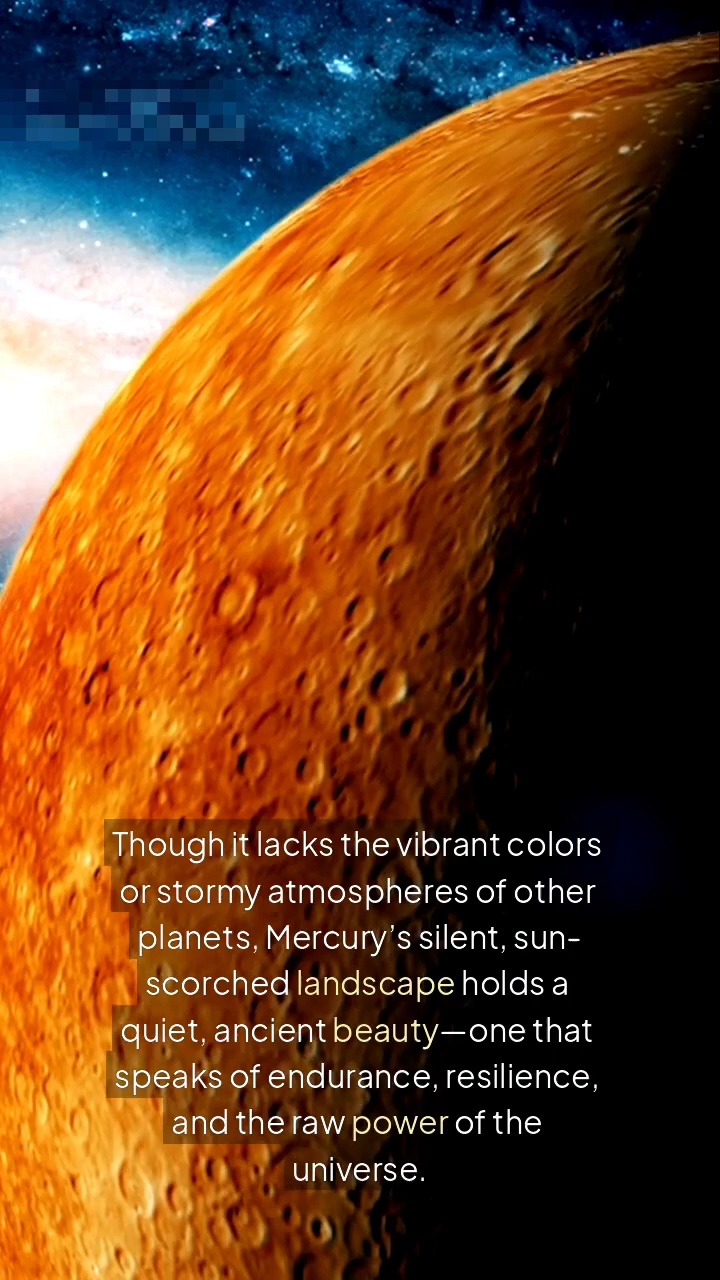 Though it lacks the vibrant colors
or stormy atmospheres of other
planets, Mercury’s silent, sun-
scorched landscape holds a
quiet, ancient beauty—one that
speaks of endurance, resilience,
and the raw power of the
universe.